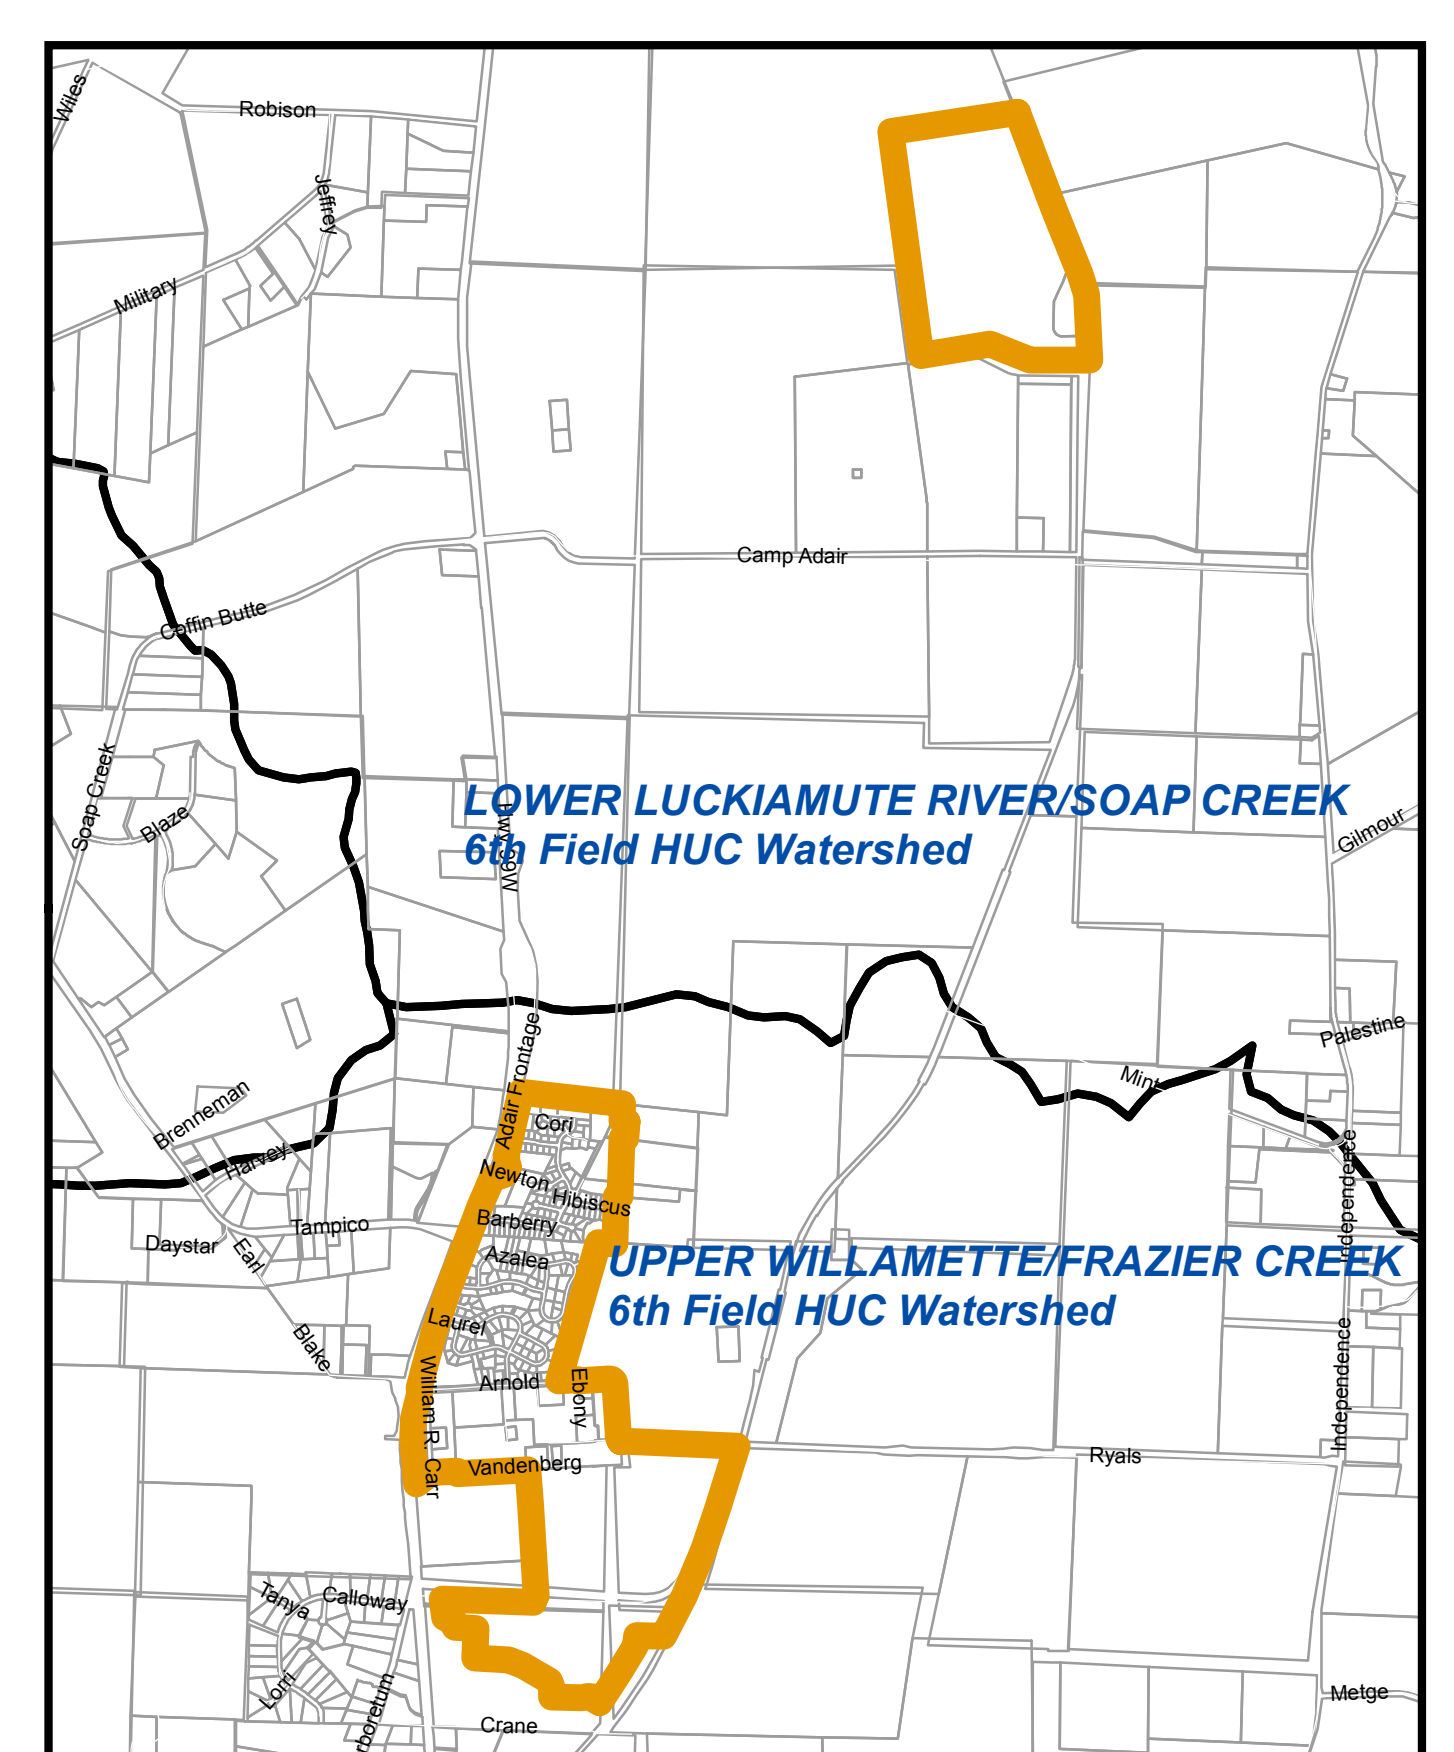 Wiles
Robison
Jeffrey
Military
Camp Adair
Coffin Butte
Soap Creek
Blaze
Hwy 99W
LOWER LUCKIAMUTE RIVER/SOAP CREEK
6th Field HUC Watershed
Gilmour
Palestine
Adair Frontage
Mint
Brenneman
Cori
Harvey
Newton
Hibiscus
Independence
Barberry
Tampico
Daystar
Earl
Azalea
UPPER WILLAMETTE/FRAZIER CREEK
6th Field HUC Watershed
Laurel
Blake
William R. Carr
Arnold
Ebony
Independence
Vandenberg
Ryals
Tanya
Calloway
Lorri
rboretum
Metge
Crane